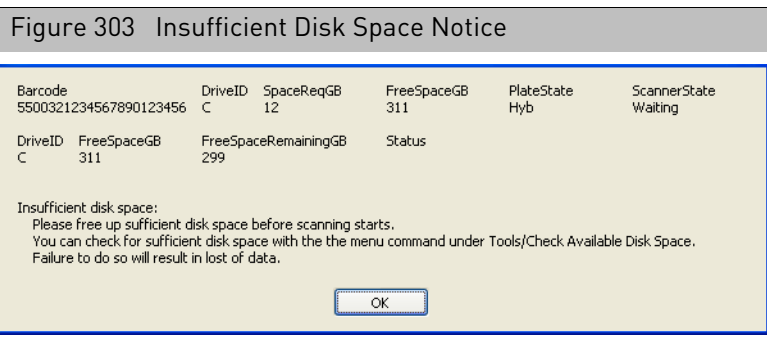 Figure 303 Insufficient Disk Space Notice
Barcode DriveID SpaceReqGB FreeSpaceGB PlateState ScannerState
5500321234567890123456 C 12 311 Hyb Waiting
DriveID FreeSpaceGB FreeSpaceRemainingGB Status
C 311 299
Insufficient disk space:
Please free up sufficient disk space before scanning starts.
You can check for sufficient disk space with the the menu command under Tools/Check Available Disk Space.
Failure to do so will result in lost of data.
OK